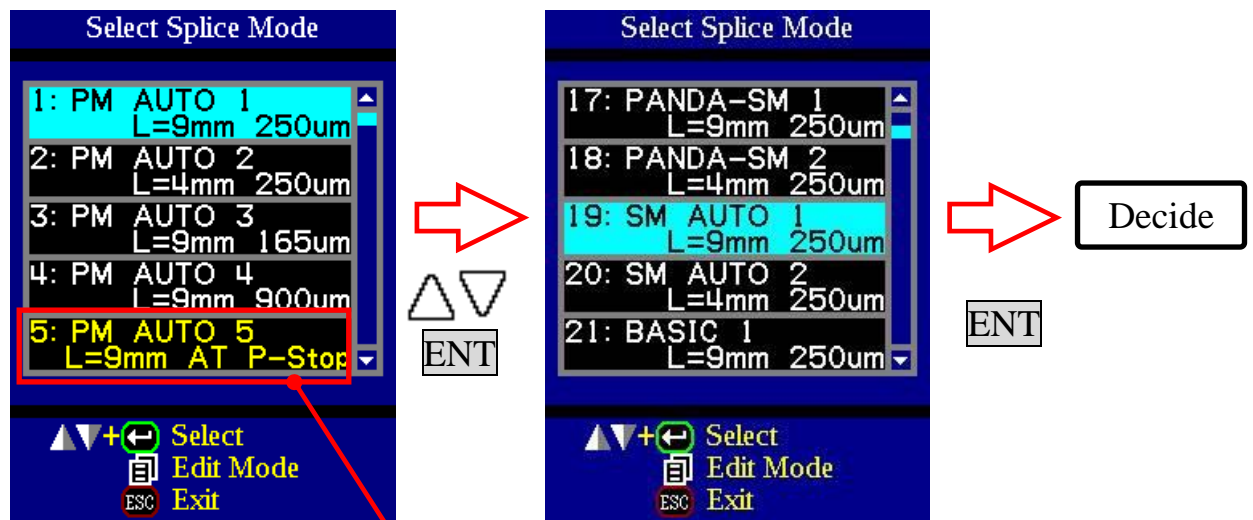 Select Splice Mode
1: PM AUTO 1
L=9mm 250um
2: PM AUTO 2
L=4mm 250um
3: PM AUTO 3
L=9mm 165um
4: PM AUTO 4
L=9mm 900um
5: PM AUTO 5
L=9mm AT P-Stop
+ Select
Edit Mode
ESC Exit
ENT
Select Splice Mode
17: PANDA-SM 1
L=9mm 250um
18: PANDA-SM 2
L=4mm 250um
19: SM AUTO 1
L=9mm 250um
20: SM AUTO 2
L=4mm 250um
21: BASIC 1
L=9mm 250um
+ Select
Edit Mode
ESC Exit
ENT
Decide